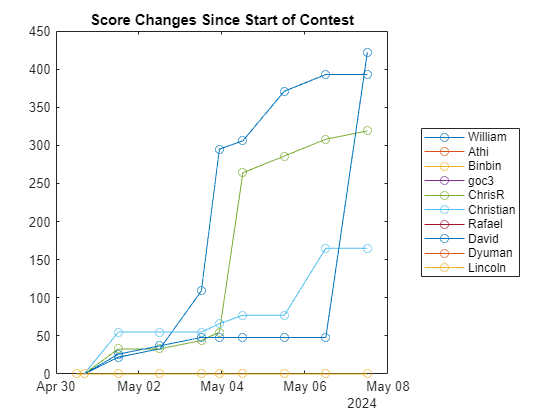 Score Changes Since Start of Contest
450
400
350
300
250
200
150
100
50
0
Apr 30 May 02 May 04 May 06 May 08
2024
William
Athi
Binbin
goc3
ChrisR
Christian
Rafael
David
Dyuman
Lincoln